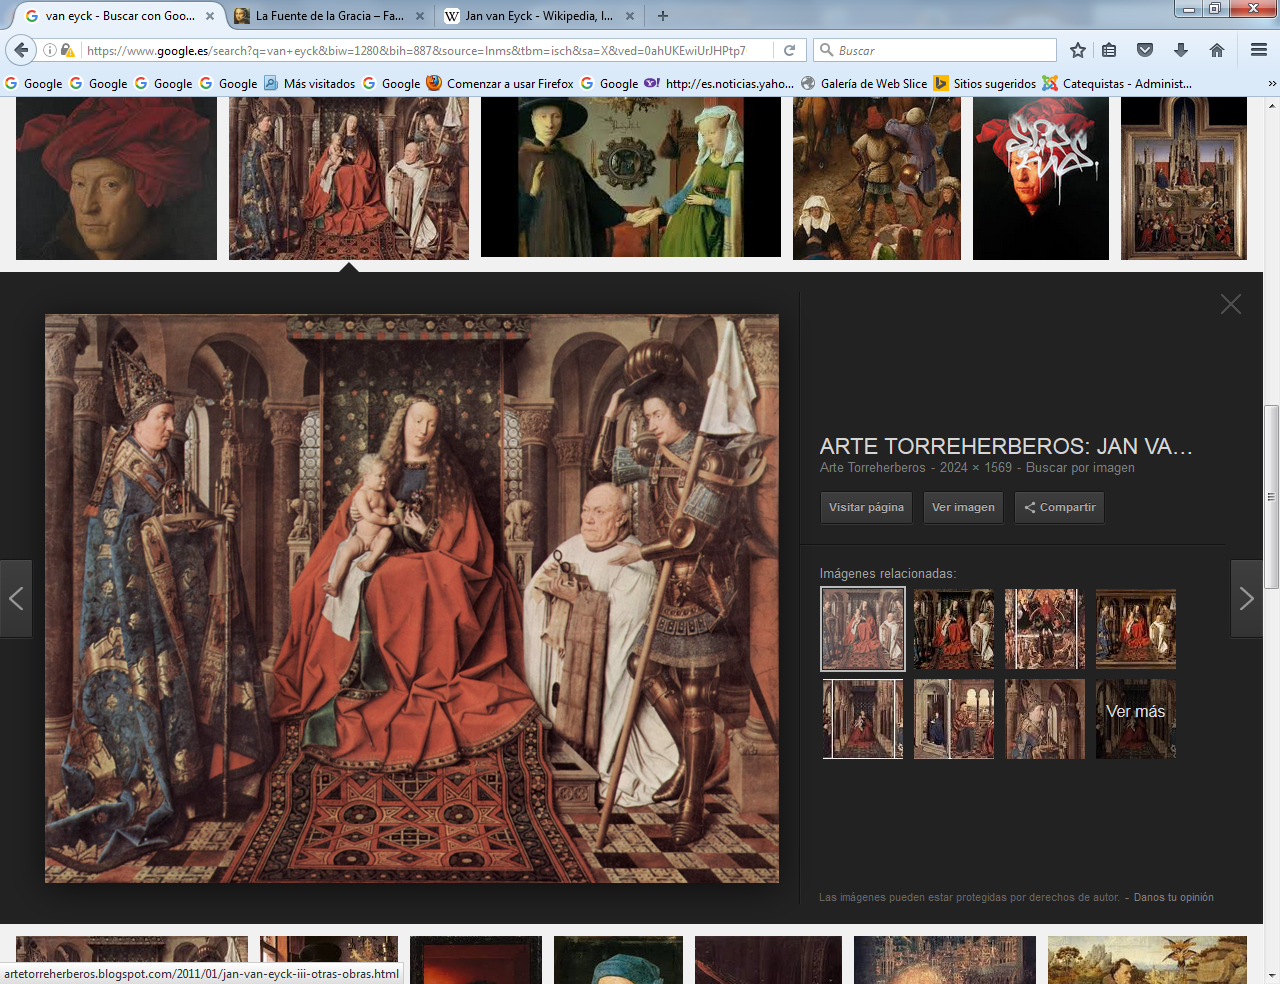 van eyck - Buscar con Goo...
La Fuente de la Gracia – Fa...
Jan van Eyck - Wikipedia, l...
https://www.google.es/search?q=van+eyck&biw=1280&bih=887&source=lnms&tbm=isch&sa=X&ved=0ahUKEwiUrJHPtp7
Buscar
Google
Google
Google
Google
Más visitados
Google
Comenzar a usar Firefox
Google
http://es.noticias.yaho...
Galería de Web Slice
Sitios sugeridos
Catequistas - Administ...
ARTE TORREHERBEROS: JAN VA...
Arte Torreherberos - 2024 × 1569 - Buscar por imagen
Visitar página
Ver imagen
Compartir
Imágenes relacionadas:
Ver más
Las imágenes pueden estar protegidas por derechos de autor. - Danos tu opinión
artetorreherberos.blogspot.com/2011/01/jan-van-eyck-iii-otras-obras.html